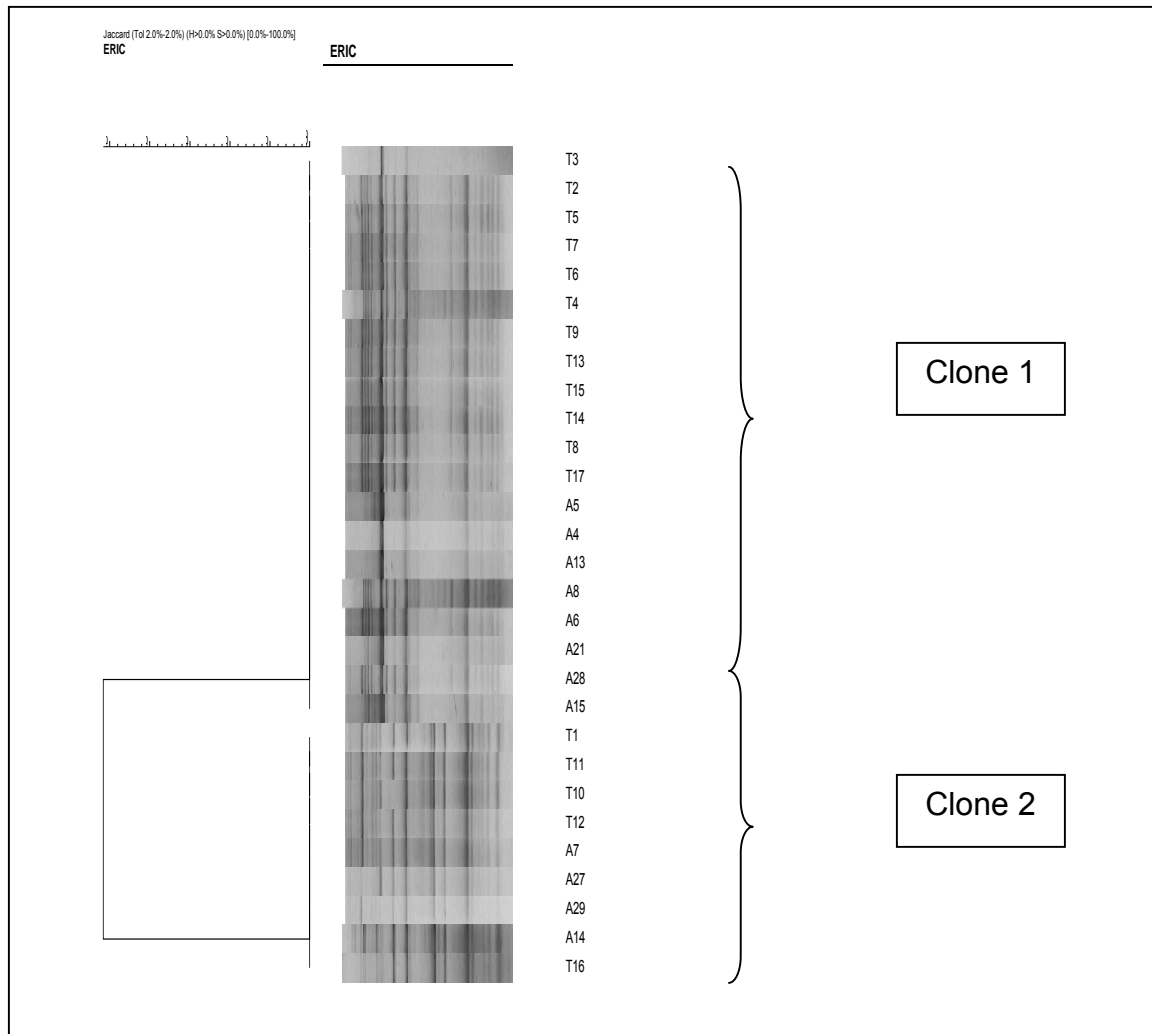 Jaccard (Tol 2.0%-2.0%) (H>0.0% S>0.0%) [0.0%-100.0%]
ERIC
ERIC
T3
T2
T5
T7
T6
T4
T9
T13
T15
T14
T8
T17
A5
A4
A13
A8
A6
A21
A28
A15
T1
T11
T10
T12
A7
A27
A29
A14
T16
Clone 1
Clone 2